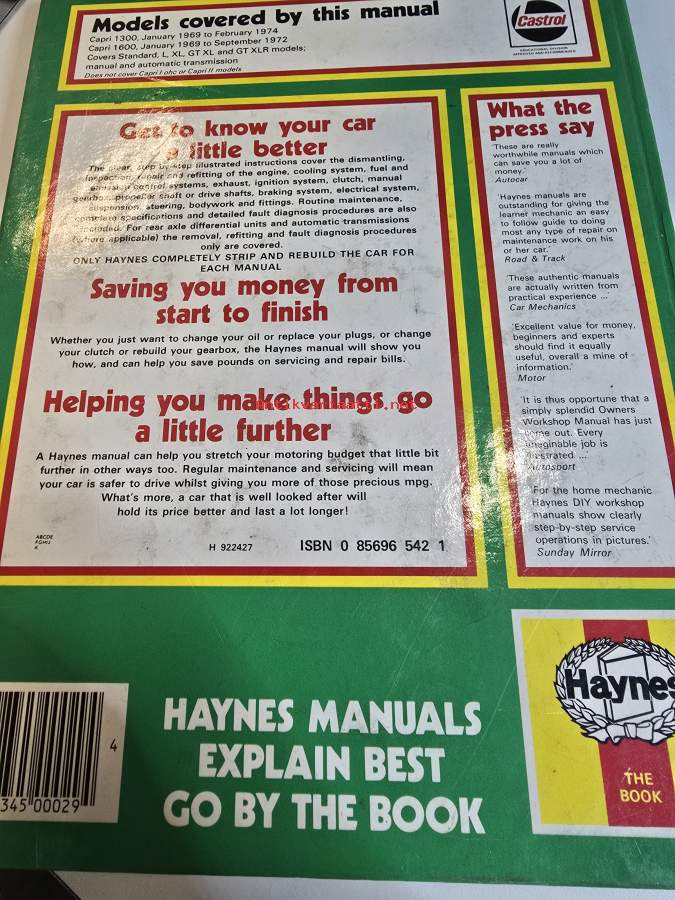 Models covered by this manual
Capri 1300, January 1969 to February 1974
Capri 1600, January 1969 to September 1972
Covers Standard, L, XL, GT XL and GT XLR models;
manual and automatic transmission
Does not cover Capri I ohc or Capri II models
Castrol
EDUCATIONAL DIVISION
APPROVED AND RECOMMENDED
Get to know your car
a little better
The clear, step by step illustrated instructions cover the dismantling,
inspection, repair and refitting of the engine, cooling system, fuel and
emission control systems, exhaust, ignition system, clutch, manual
gearbox, propeller shaft or drive shafts, braking system, electrical system,
suspension, steering, bodywork and fittings. Routine maintenance,
complete specifications and detailed fault diagnosis procedures are also
included. For rear axle differential units and automatic transmissions
(where applicable) the removal, refitting and fault diagnosis procedures
only are covered.
ONLY HAYNES COMPLETELY STRIP AND REBUILD THE CAR FOR
EACH MANUAL
Saving you money from
start to finish
Whether you just want to change your oil or replace your plugs, or change
your clutch or rebuild your gearbox, the Haynes manual will show you
how, and can help you save pounds on servicing and repair bills.
Helping you make things go
a little further
A Haynes manual can help you stretch your motoring budget that little bit
further in other ways too. Regular maintenance and servicing will mean
your car is safer to drive whilst giving you more of those precious mpg.
What's more, a car that is well looked after will
hold its price better and last a lot longer!
ABCDE
FGHIJ
K
H 922427
ISBN 0 85696 542 1
What the
press say
'These are really
worthwhile manuals which
can save you a lot of
money.'
Autocar
'Haynes manuals are
outstanding for giving the
learner mechanic an easy
to follow guide to doing
most any type of repair on
maintenance work on his
or her car.'
Road & Track
'These authentic manuals
are actually written from
practical experience ...'
Car Mechanics
'Excellent value for money,
beginners and experts
should find it equally
useful, overall a mine of
information.'
Motor
'It is thus opportune that a
simply splendid Owners
Workshop Manual has just
come out. Every
imaginable job is
illustrated ...'
Autosport
'For the home mechanic
Haynes DIY workshop
manuals show clearly
step-by-step service
operations in pictures.'
Sunday Mirror
345 00029
4
HAYNES MANUALS
EXPLAIN BEST
GO BY THE BOOK
Haynes
THE
BOOK